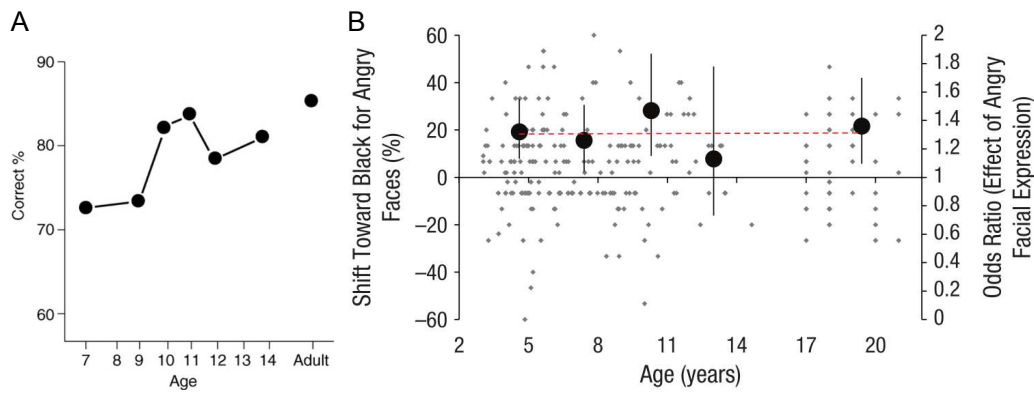 A
90
80
70
60
Correct %
7 8 9 10 11 12 13 14 Adult
Age
B
60
40
20
0
−20
−40
−60
Shift Toward Black for Angry
Faces (%)
2 5 8 11 14 17 20
Age (years)
2
1.8
1.6
1.4
1.2
1
0.8
0.6
0.4
0.2
0
Odds Ratio (Effect of Angry
Facial Expression)